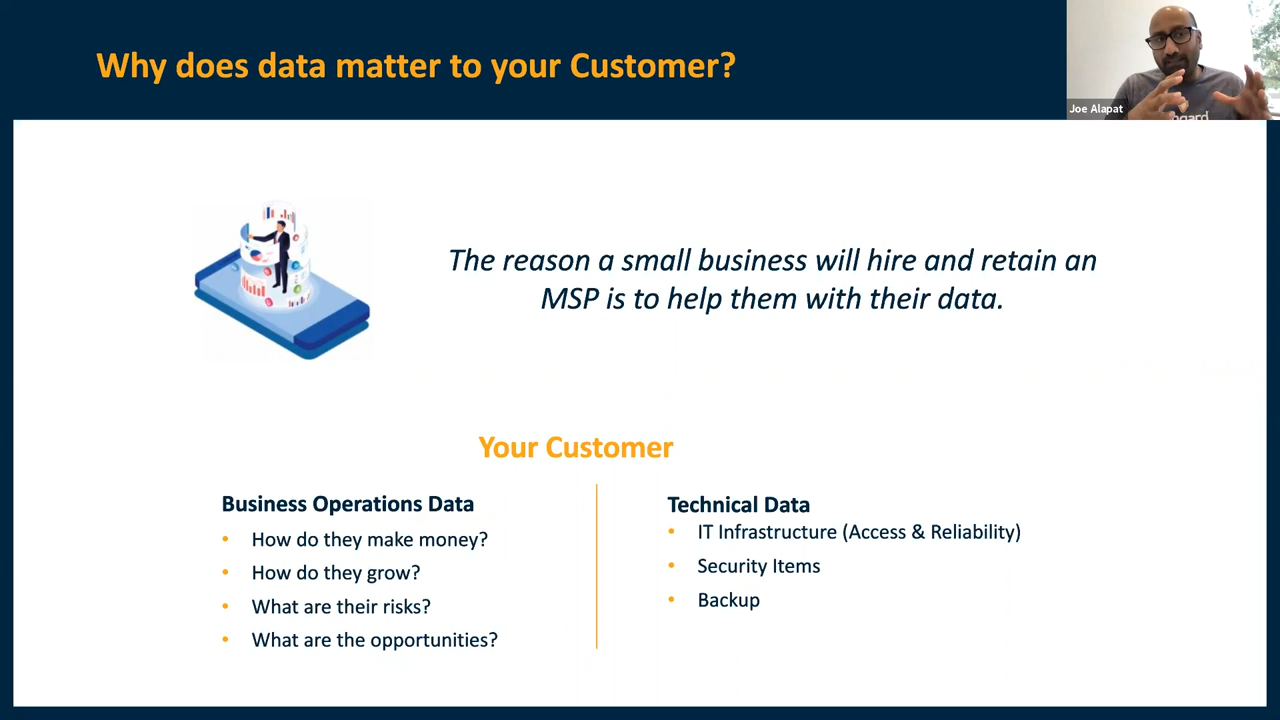 Why does data matter to your Customer?
Joe Alapat
The reason a small business will hire and retain an
MSP is to help them with their data.
Your Customer
Business Operations Data
• How do they make money?
• How do they grow?
• What are their risks?
• What are the opportunities?
Technical Data
• IT Infrastructure (Access & Reliability)
• Security Items
• Backup